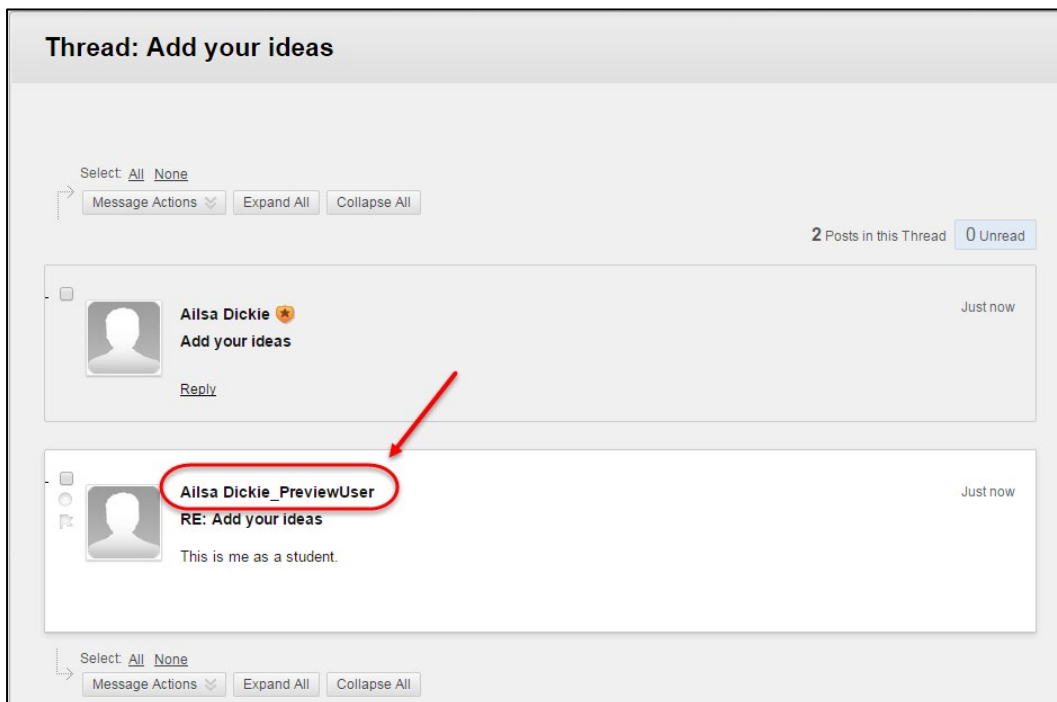 Thread: Add your ideas
Select: All None
Message Actions Expand All Collapse All
2 Posts in this Thread 0 Unread
Ailsa Dickie Just now
Add your ideas
Reply
Ailsa Dickie_PreviewUser Just now
RE: Add your ideas
This is me as a student.
Select: All None
Message Actions Expand All Collapse All